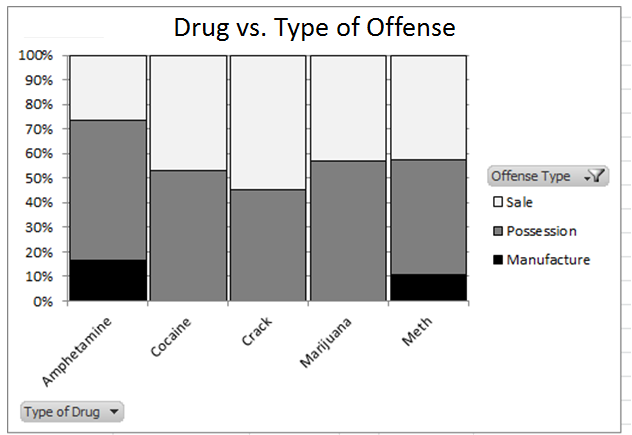 Drug vs. Type of Offense
100%
90%
80%
70%
60%
50%
40%
30%
20%
10%
0%
Amphetamine
Cocaine
Crack
Marijuana
Meth
Offense Type
Sale
Possession
Manufacture
Type of Drug